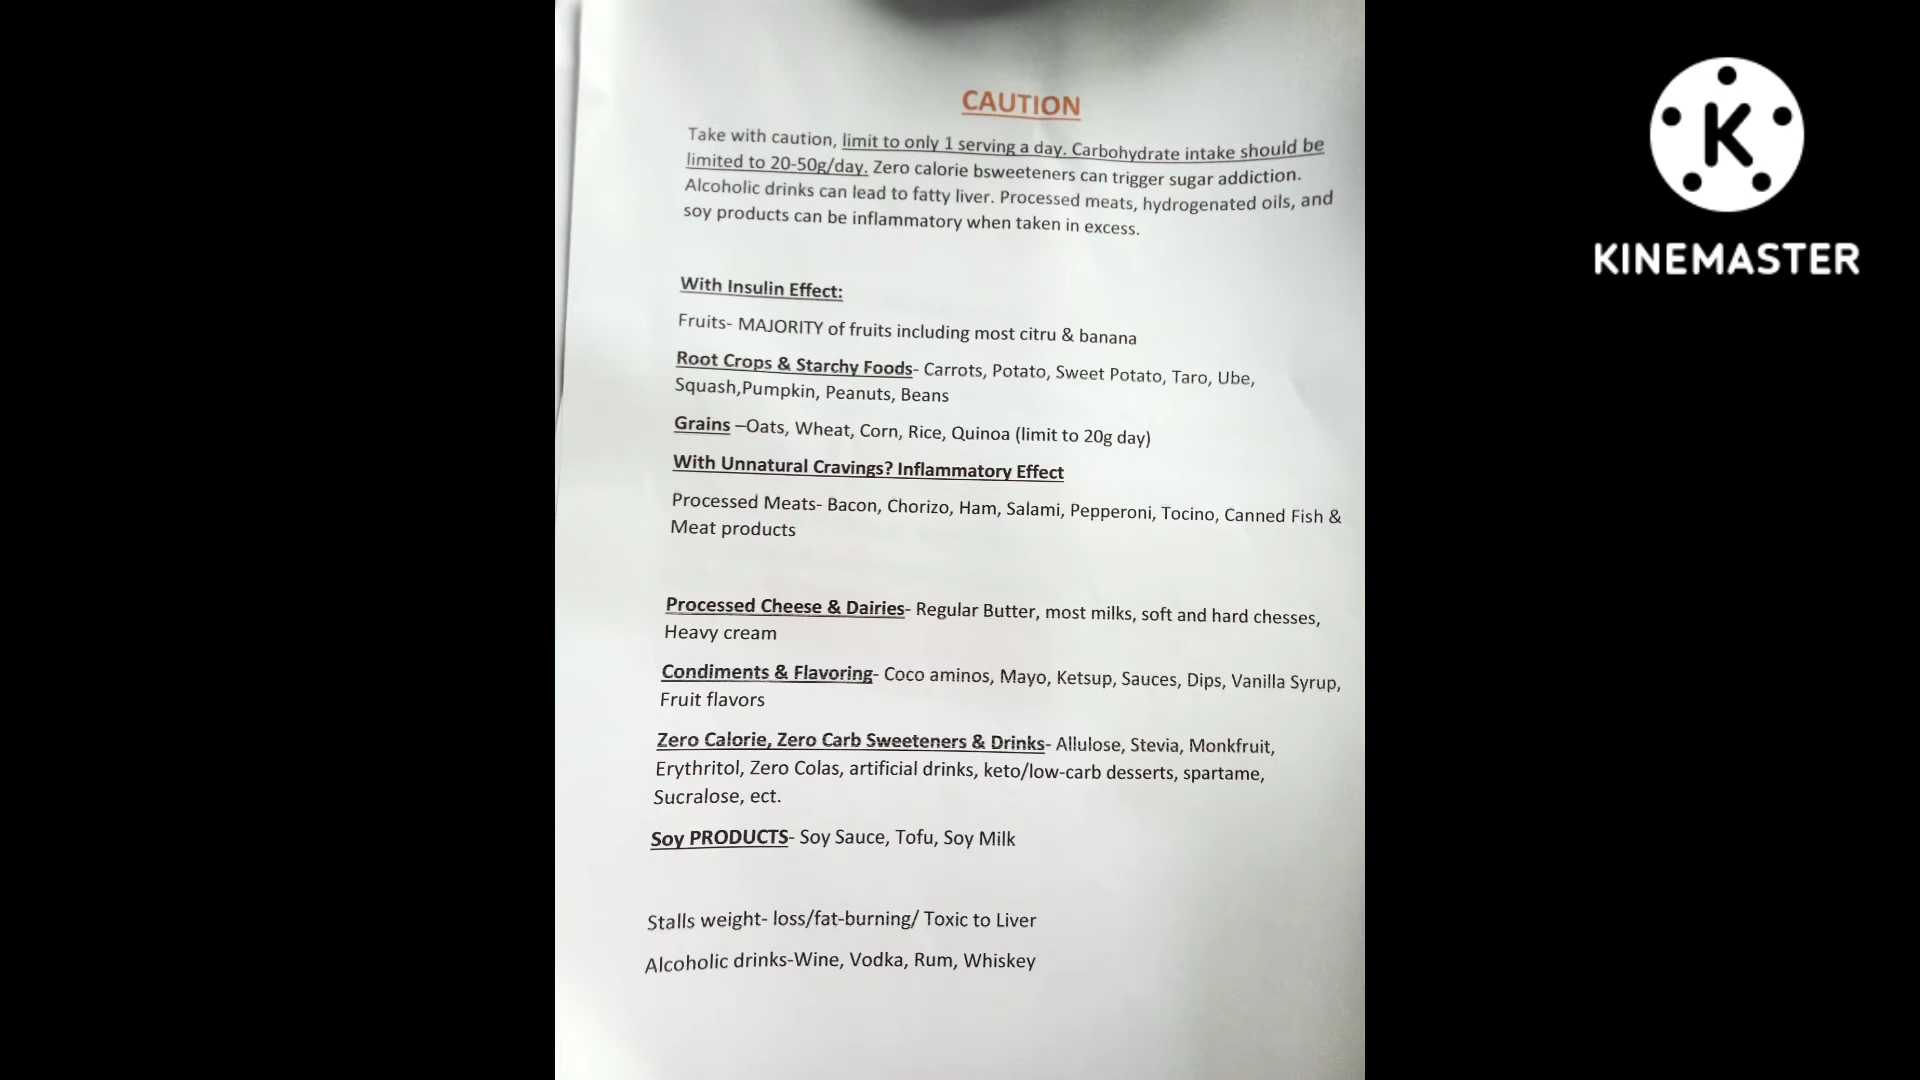 CAUTION
Take with caution, limit to only 1 serving a day. Carbohydrate intake should be
limited to 20-50g/day. Zero calorie bsweeteners can trigger sugar addiction.
Alcoholic drinks can lead to fatty liver. Processed meats, hydrogenated oils, and
soy products can be inflammatory when taken in excess.
With Insulin Effect:
Fruits- MAJORITY of fruits including most citru & banana
Root Crops & Starchy Foods- Carrots, Potato, Sweet Potato, Taro, Ube,
Squash,Pumpkin, Peanuts, Beans
Grains –Oats, Wheat, Corn, Rice, Quinoa (limit to 20g day)
With Unnatural Cravings? Inflammatory Effect
Processed Meats- Bacon, Chorizo, Ham, Salami, Pepperoni, Tocino, Canned Fish &
Meat products
Processed Cheese & Dairies- Regular Butter, most milks, soft and hard chesses,
Heavy cream
Condiments & Flavoring- Coco aminos, Mayo, Ketsup, Sauces, Dips, Vanilla Syrup,
Fruit flavors
Zero Calorie, Zero Carb Sweeteners & Drinks- Allulose, Stevia, Monkfruit,
Erythritol, Zero Colas, artificial drinks, keto/low-carb desserts, spartame,
Sucralose, ect.
Soy PRODUCTS- Soy Sauce, Tofu, Soy Milk
Stalls weight- loss/fat-burning/ Toxic to Liver
Alcoholic drinks-Wine, Vodka, Rum, Whiskey
K
KINEMASTER